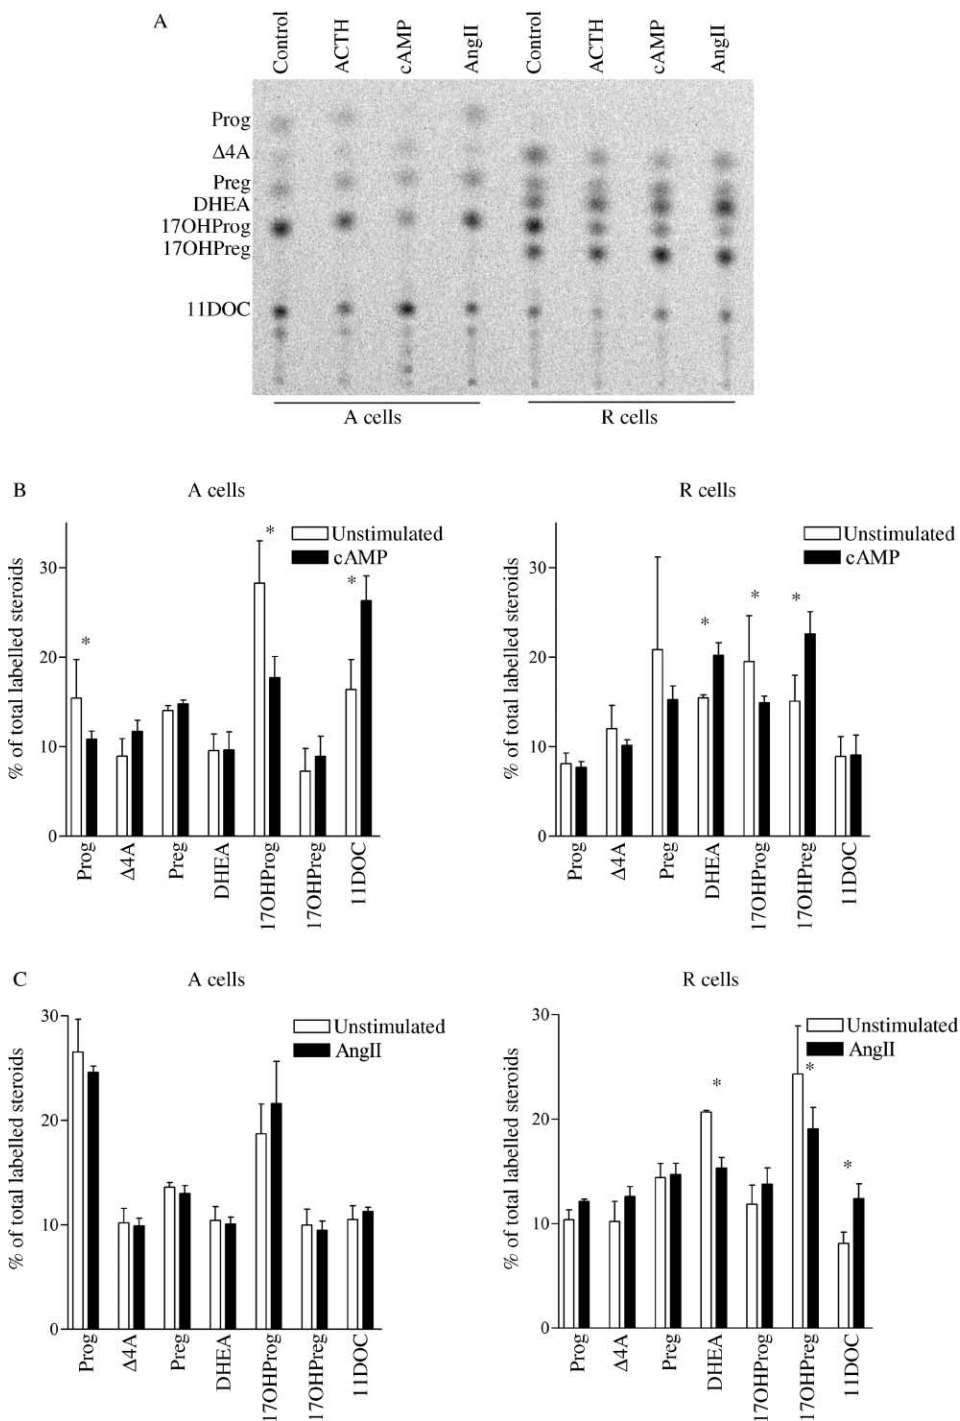 A
Control ACTH cAMP AngII Control ACTH cAMP AngII
Prog
Δ4A
Preg
DHEA
17OHProg
17OHPreg
11DOC
A cells R cells
B
A cells
% of total labelled steroids
30
20
10
0
Unstimulated
cAMP
*
*
*
Prog Δ4A Preg DHEA 17OHProg 17OHPreg 11DOC
R cells
% of total labelled steroids
30
20
10
0
Unstimulated
cAMP
*
*
*
Prog Δ4A Preg DHEA 17OHProg 17OHPreg 11DOC
C
A cells
% of total labelled steroids
30
20
10
0
Unstimulated
AngII
Prog Δ4A Preg DHEA 17OHProg 17OHPreg 11DOC
R cells
% of total labelled steroids
30
20
10
0
Unstimulated
AngII
*
*
*
Prog Δ4A Preg DHEA 17OHProg 17OHPreg 11DOC